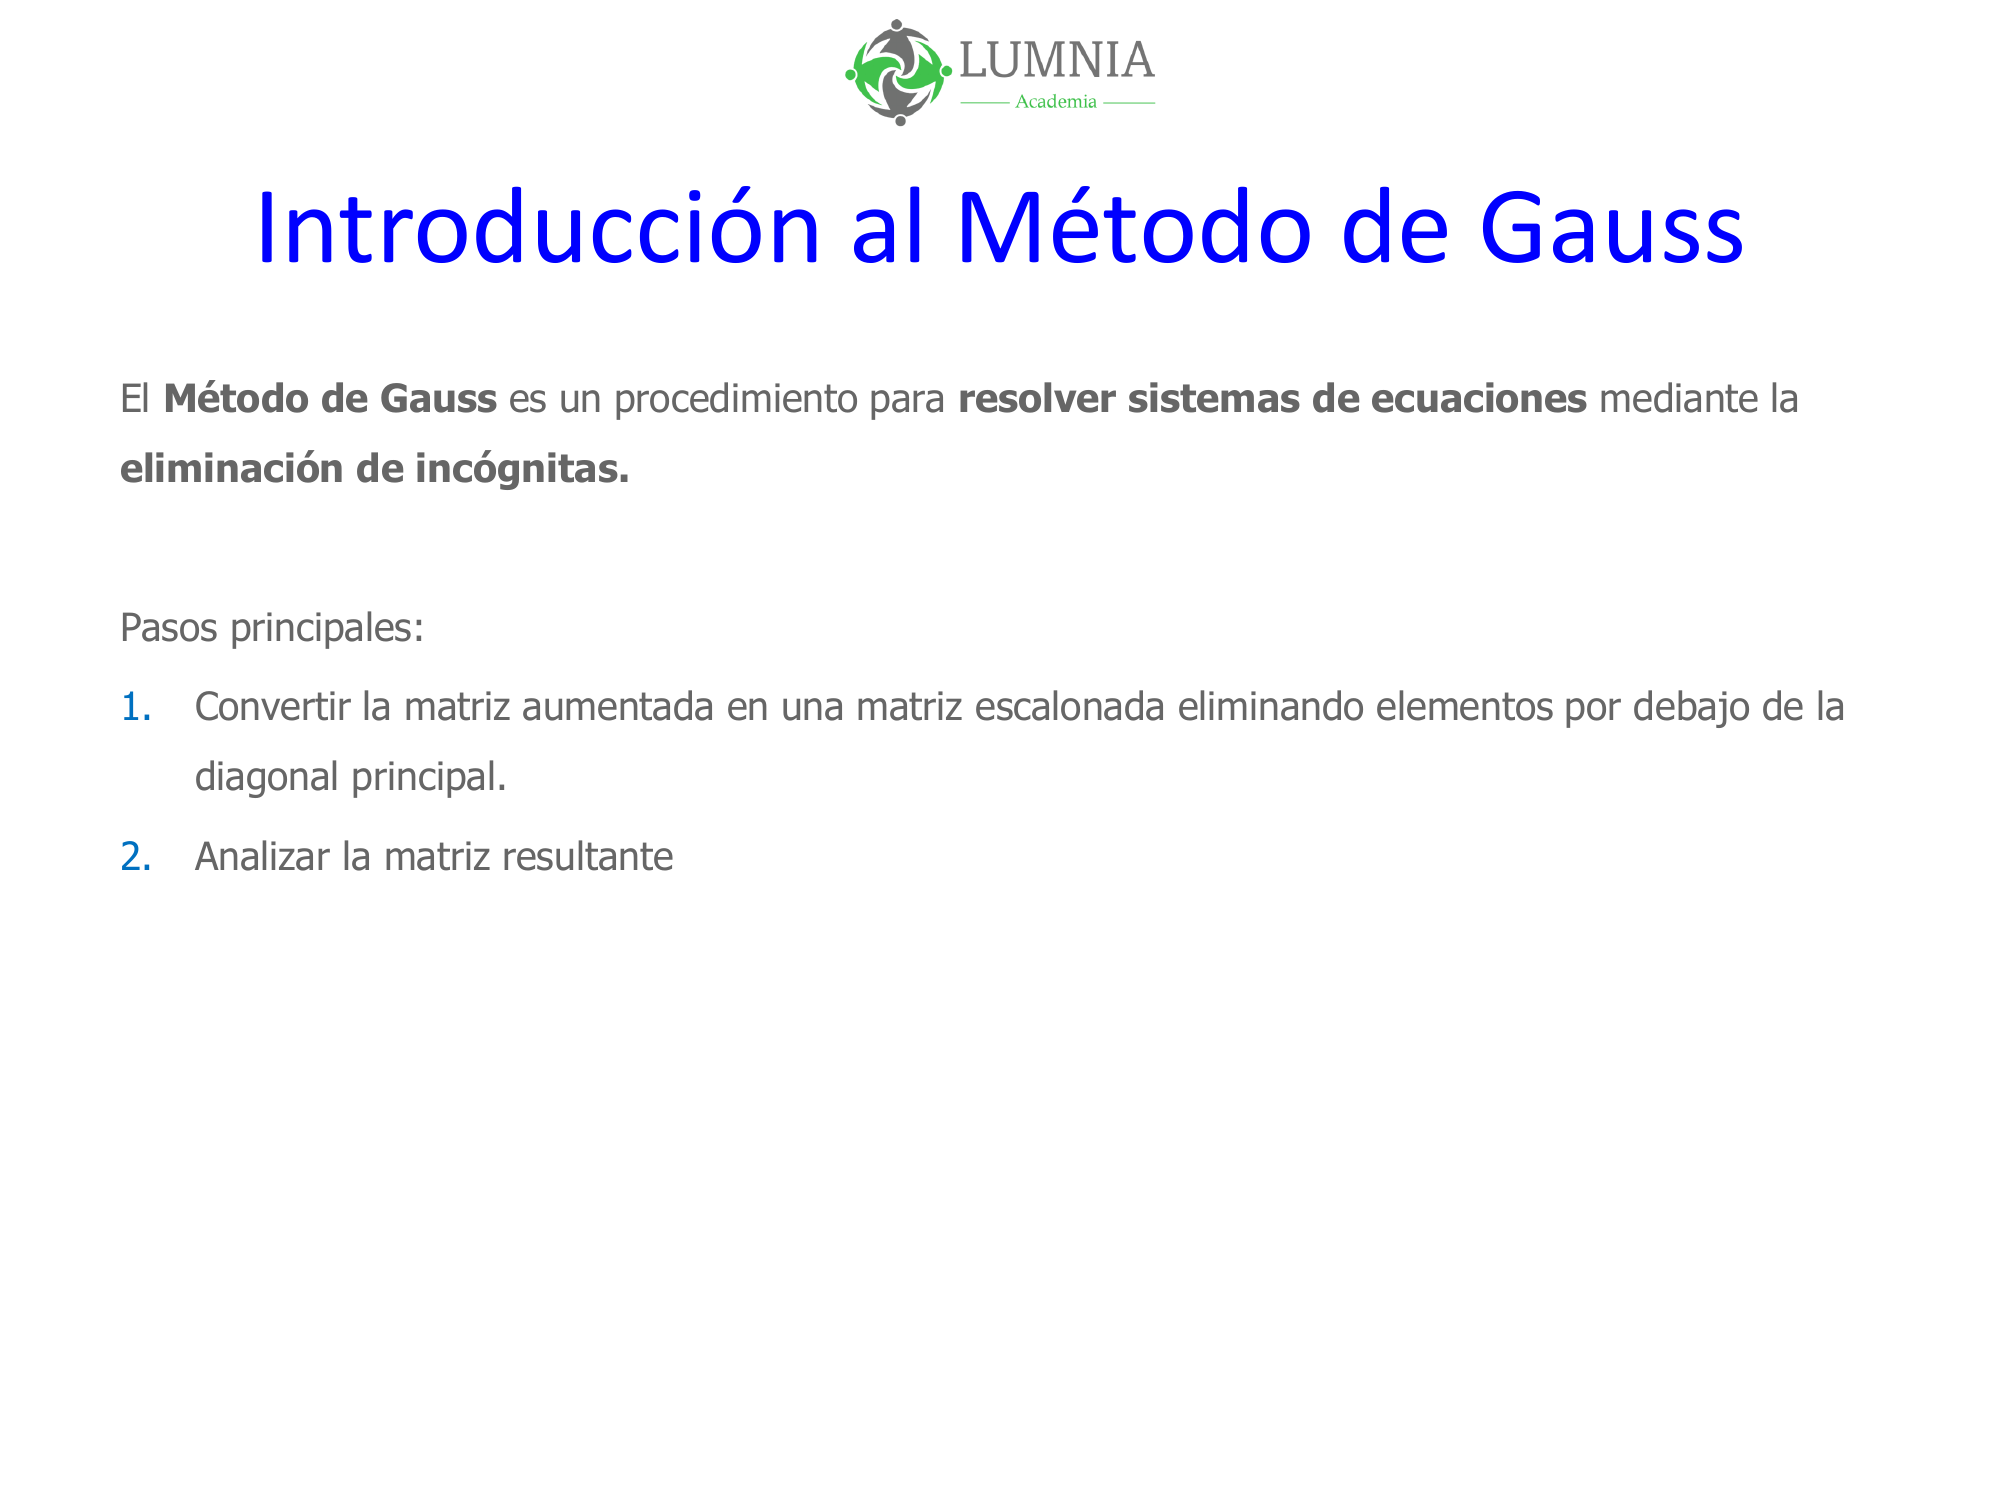 LUMNIA
Academia
Introducción al Método de Gauss
El Método de Gauss es un procedimiento para resolver sistemas de ecuaciones mediante la
eliminación de incógnitas.
Pasos principales:
1. Convertir la matriz aumentada en una matriz escalonada eliminando elementos por debajo de la
diagonal principal.
2. Analizar la matriz resultante